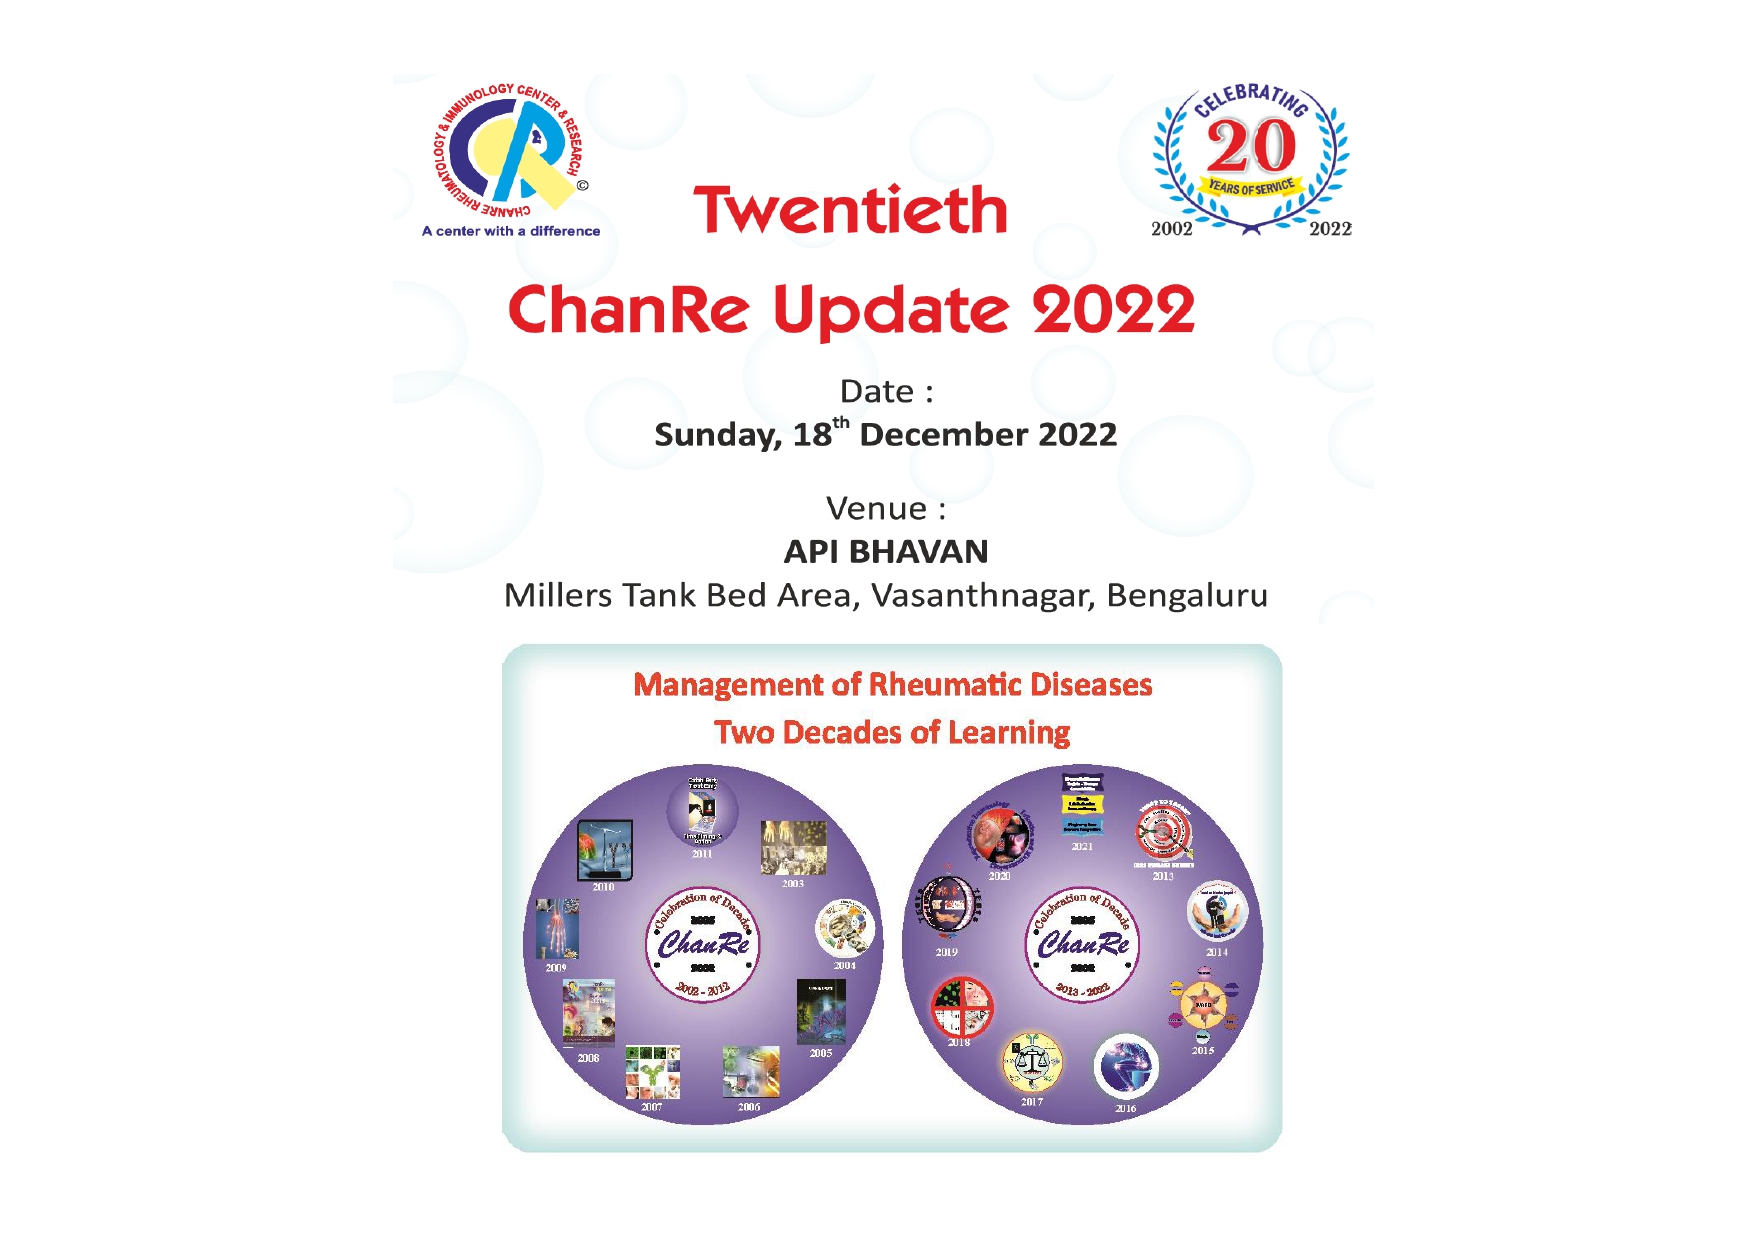 CHANRE RHEUMATOLOGY & IMMUNOLOGY CENTER & RESEARCH
©
A center with a difference
CELEBRATING
20
YEARS OF SERVICE
2002 2022
Twentieth
ChanRe Update 2022
Date :
Sunday, 18th December 2022
Venue :
API BHAVAN
Millers Tank Bed Area, Vasanthnagar, Bengaluru
Management of Rheumatic Diseases
Two Decades of Learning
2011
2003
2004
2005
2006
2007
2008
2009
2010
Celebration of Decade
ChanRe
2002 - 2012
2021
2013
2014
2015
2016
2017
2018
2019
2020
Celebration of Decade
ChanRe
2013 - 2022